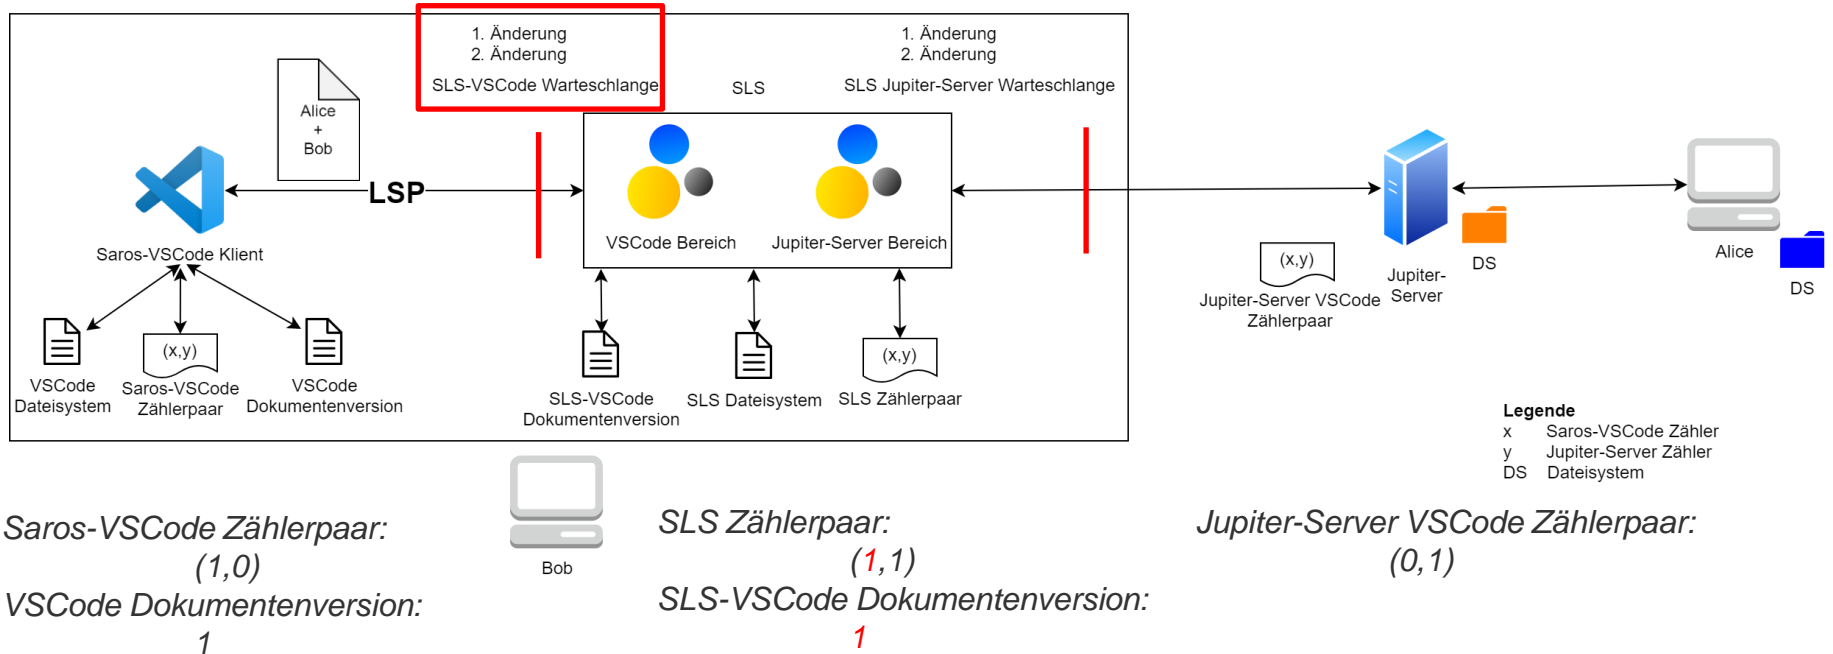 1. Änderung
2. Änderung
SLS-VSCode Warteschlange
SLS
1. Änderung
2. Änderung
SLS Jupiter-Server Warteschlange
Alice
+
Bob
LSP
Saros-VSCode Klient
VSCode Bereich
Jupiter-Server Bereich
(x,y)
Jupiter-Server VSCode
Zählerpaar
Jupiter-
Server
DS
Alice
DS
VSCode
Dateisystem
(x,y)
Saros-VSCode
Zählerpaar
VSCode
Dokumentenversion
SLS-VSCode
Dokumentenversion
SLS Dateisystem
(x,y)
SLS Zählerpaar
Legende
x Saros-VSCode Zähler
y Jupiter-Server Zähler
DS Dateisystem
Bob
Saros-VSCode Zählerpaar:
(1,0)
VSCode Dokumentenversion:
1
SLS Zählerpaar:
(1,1)
SLS-VSCode Dokumentenversion:
1
Jupiter-Server VSCode Zählerpaar:
(0,1)